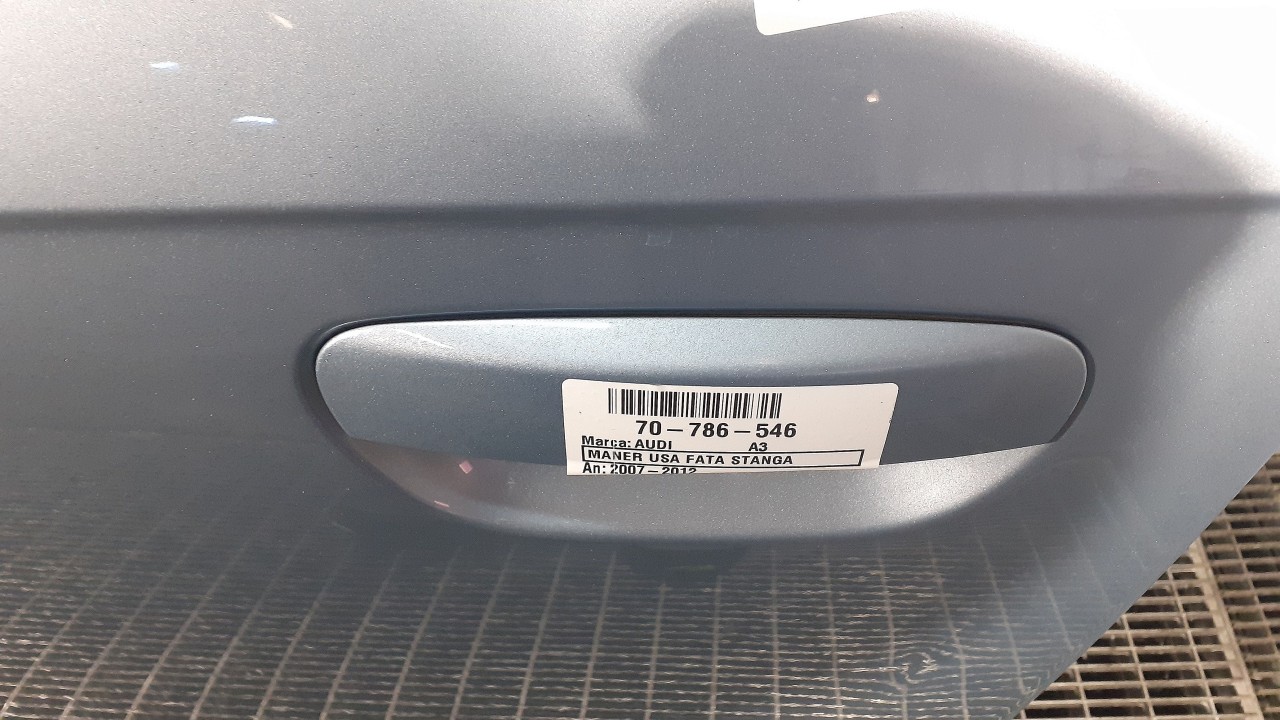 70-786-546
Marca: AUDI A3
MANER USA FATA STANGA
An: 2007-2012